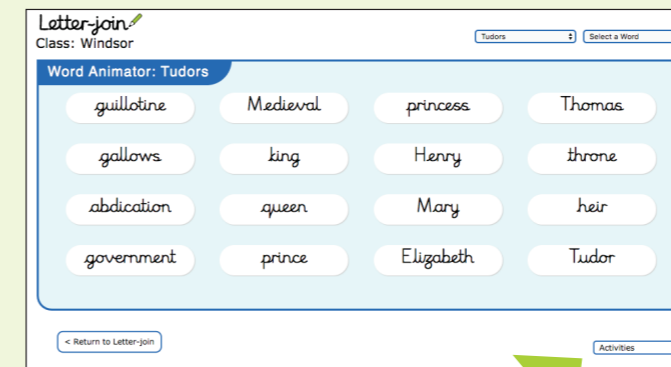 Letter-join
Class: Windsor
Tudors Select a Word
Word Animator: Tudors
guillotine Medieval princess Thomas
gallows king Henry throne
abdication queen Mary heir
government prince Elizabeth Tudor
< Return to Letter-join
Activities